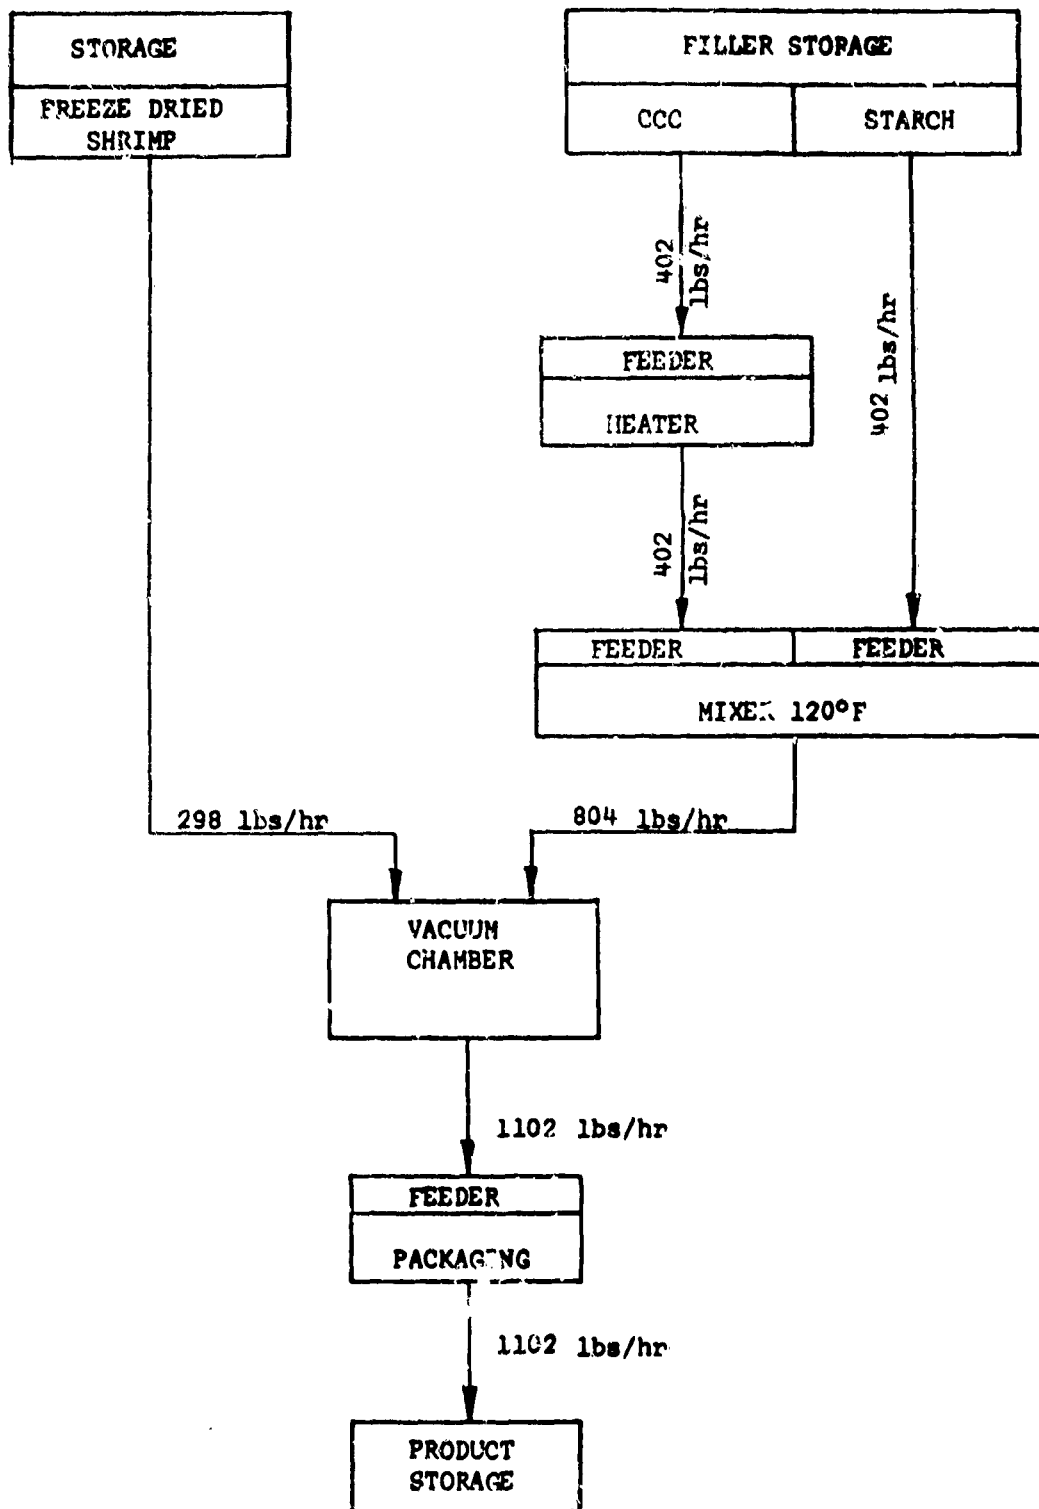 STORAGE
FREEZE DRIED
SHRIMP
FILLER STORAGE
CCC
STARCH
402
lbs/hr
402 lbs/hr
FEEDER
HEATER
402
lbs/hr
FEEDER
FEEDER
MIXER 120°F
298 lbs/hr
804 lbs/hr
VACUUM
CHAMBER
1102 lbs/hr
FEEDER
PACKAGING
1102 lbs/hr
PRODUCT
STORAGE